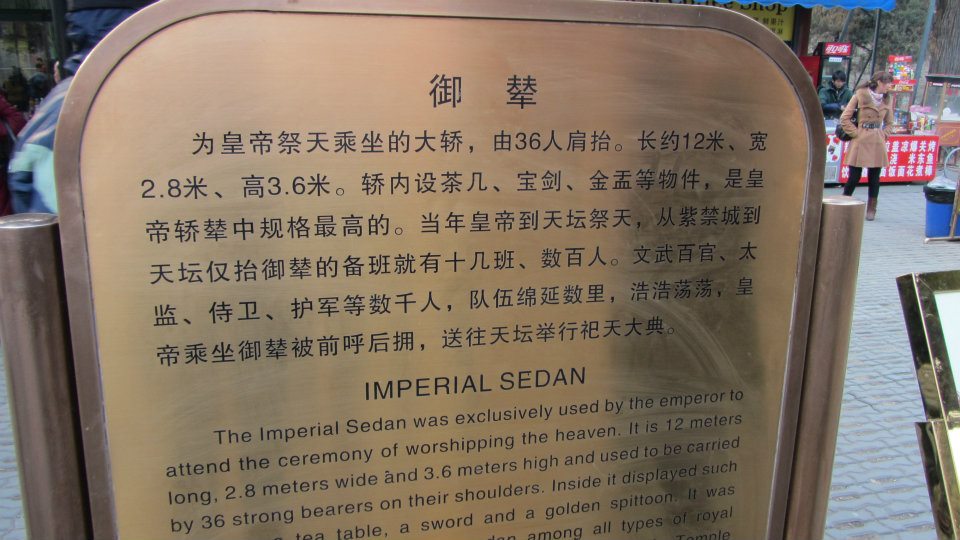 御辇
为皇帝祭天乘坐的大轿，由36人肩抬。长约12米、宽
2.8米、高3.6米。轿内设茶几、宝剑、金盂等物件，是皇
帝轿辇中规格最高的。当年皇帝到天坛祭天，从紫禁城到
天坛仅抬御辇的备班就有十几班、数百人。文武百官、太
监、侍卫、护军等数千人，队伍绵延数里，浩浩荡荡，皇
帝乘坐御辇被前呼后拥，送往天坛举行祀天大典。
IMPERIAL SEDAN
The Imperial Sedan was exclusively used by the emperor to
attend the ceremony of worshipping the heaven. It is 12 meters
long, 2.8 meters wide and 3.6 meters high and used to be carried
by 36 strong bearers on their shoulders. Inside it displayed such
tea table, a sword and a golden spittoon. It was
among all types of royal
Temple
Shop